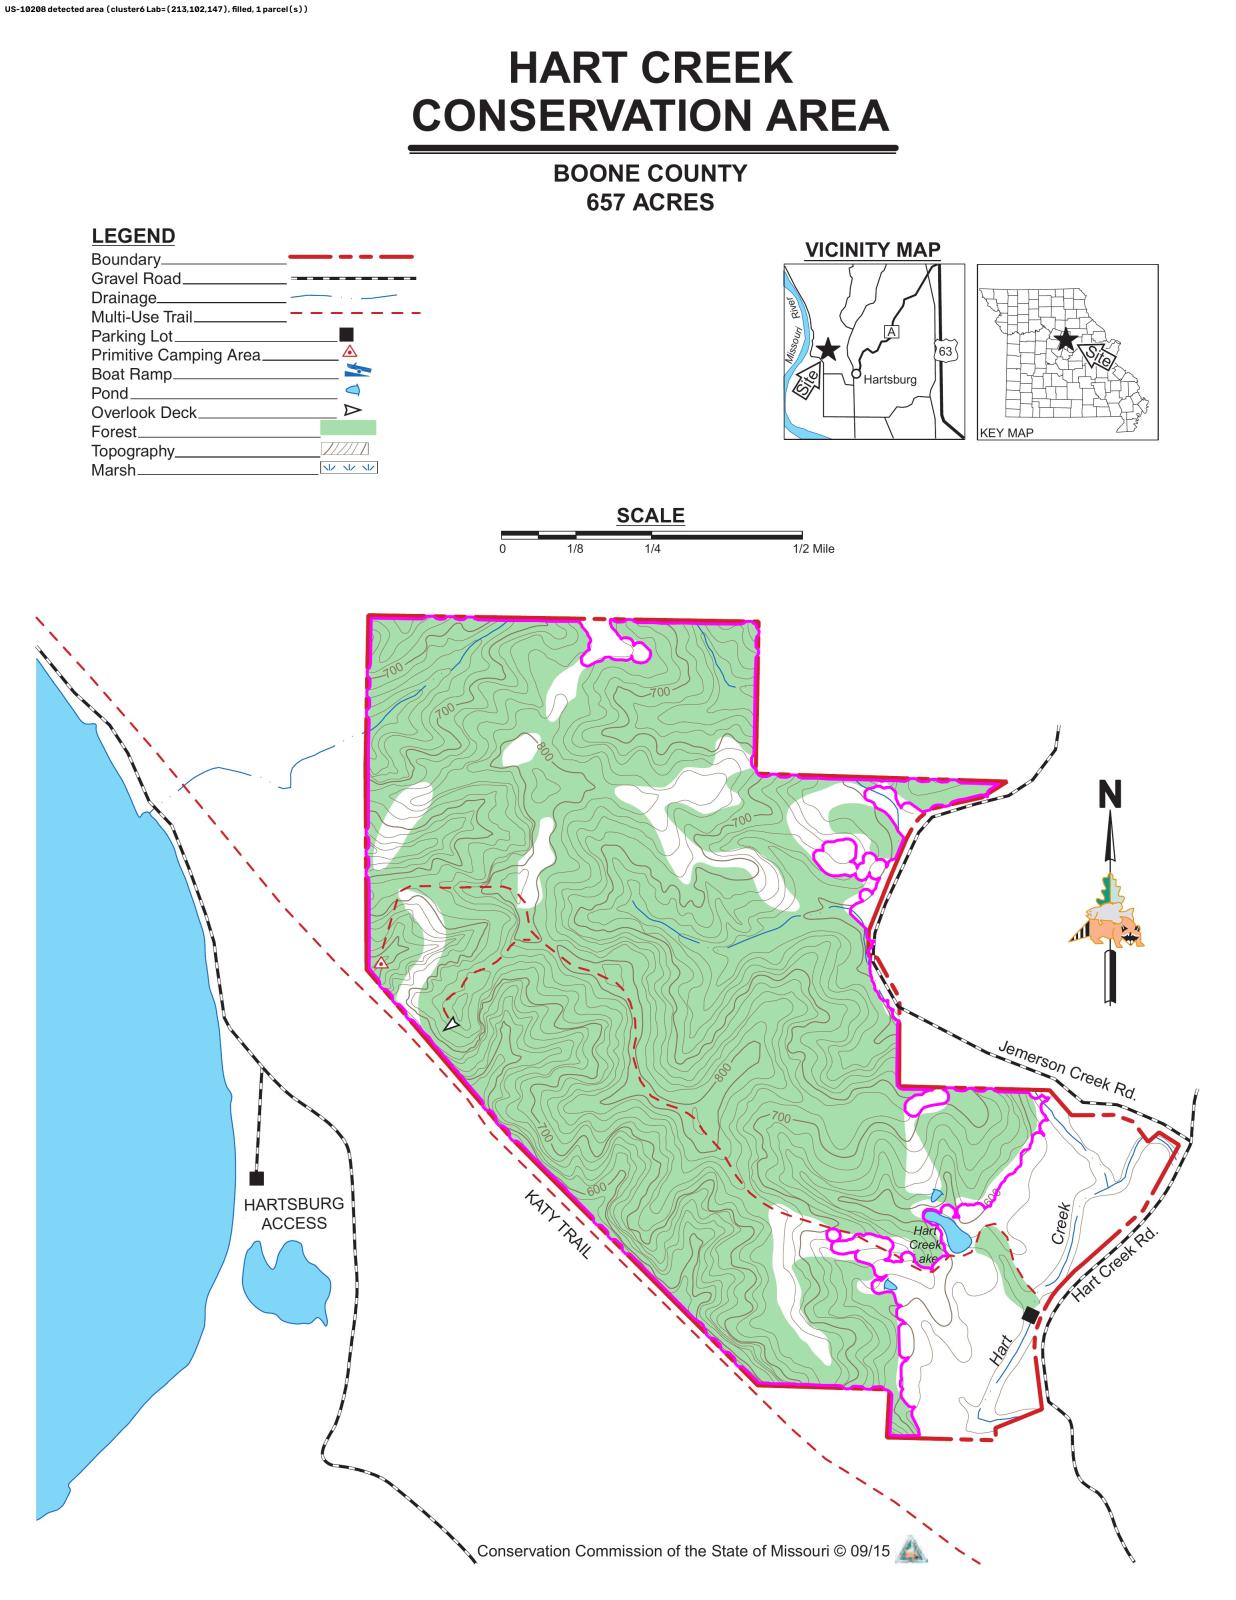 US-10208 detected area (cluster6 Lab=(213,102,147), filled, 1 parcel(s))
HART CREEK
CONSERVATION AREA
BOONE COUNTY
657 ACRES
LEGEND
Boundary
Gravel Road
Drainage
Multi-Use Trail
Parking Lot
Primitive Camping Area
Boat Ramp
Pond
Overlook Deck
Forest
Topography
Marsh
VICINITY MAP
Missouri River
A
63
Hartsburg
Site
Site
KEY MAP
SCALE
0 1/8 1/4 1/2 Mile
700
700
700
800
700
N
Jemerson Creek Rd.
800
700
700
600
600
HARTSBURG
ACCESS
KATY TRAIL
Hart
Creek
Lake
Creek
Hart Creek Rd.
Hart
Conservation Commission of the State of Missouri © 09/15